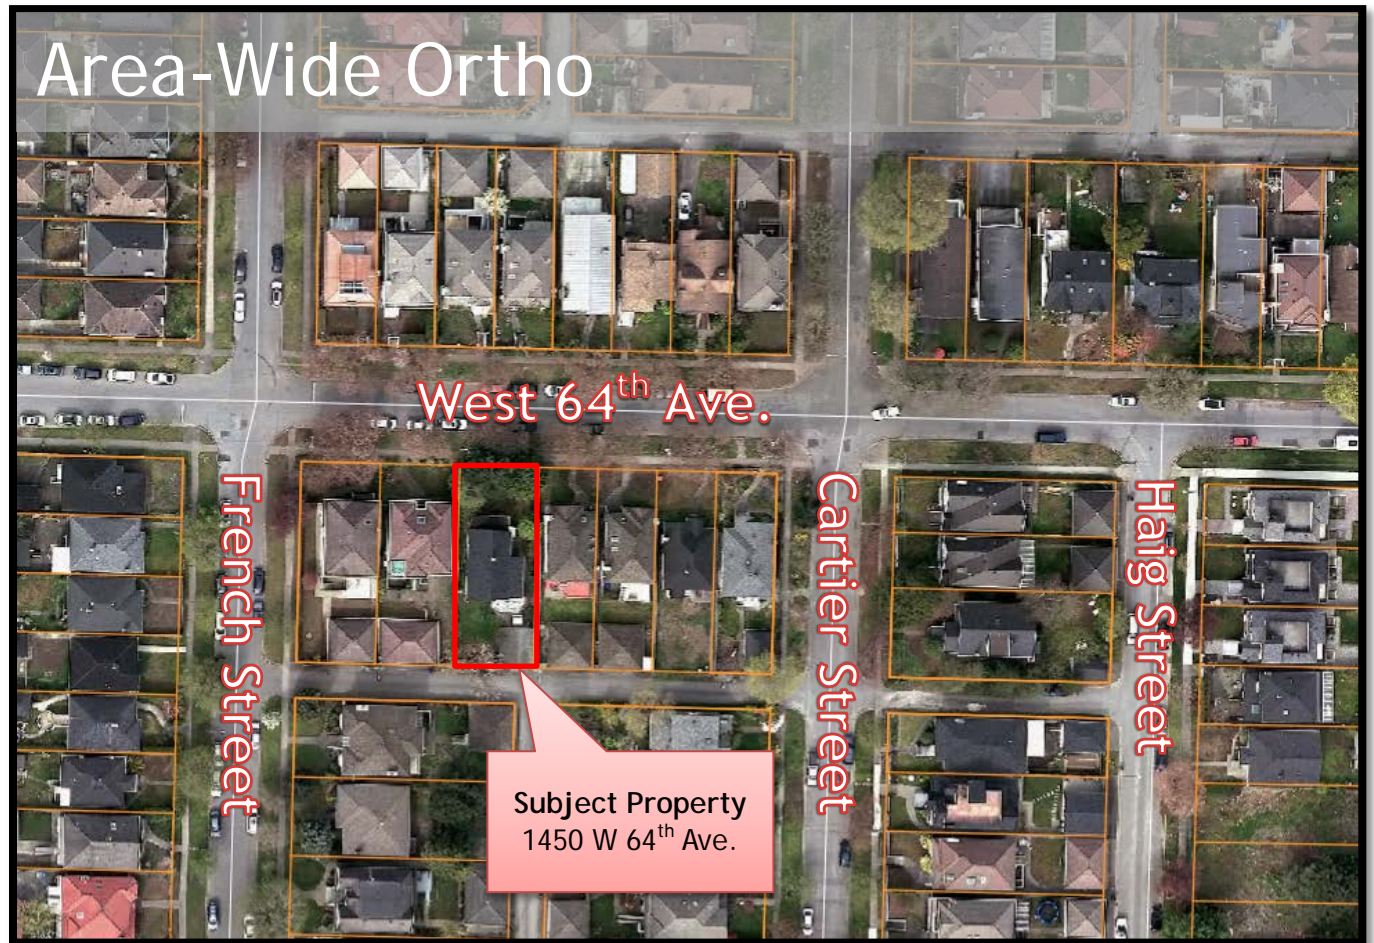 Area-Wide Ortho
West 64th Ave.
French Street
Cartier Street
Haig Street
Subject Property
1450 W 64th Ave.